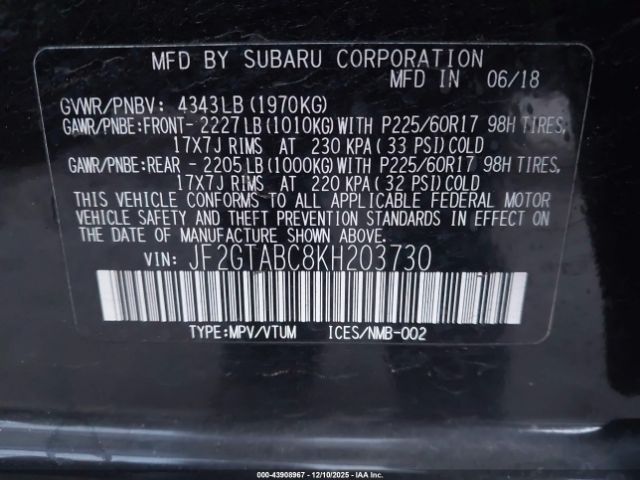 MFD BY SUBARU CORPORATION
MFD IN 06/18
GVWR/PNBV: 4343LB (1970KG)
GAWR/PNBE:FRONT- 2227LB (1010KG) WITH P225/60R17 98H TIRES,
17X7J RIMS AT 230 KPA (33 PSI) COLD
GAWR/PNBE:REAR - 2205LB (1000KG) WITH P225/60R17 98H TIRES,
17X7J RIMS AT 220 KPA (32 PSI) COLD
THIS VEHICLE CONFORMS TO ALL APPLICABLE FEDERAL MOTOR
VEHICLE SAFETY AND THEFT PREVENTION STANDARDS IN EFFECT
ON THE DATE OF MANUFACTURE SHOWN ABOVE.
VIN: JF2GTABC8KH203730
TYPE:MPV/VTUM ICES/NMB-002
000-43908967 - 12/10/2025 - IAA Inc.